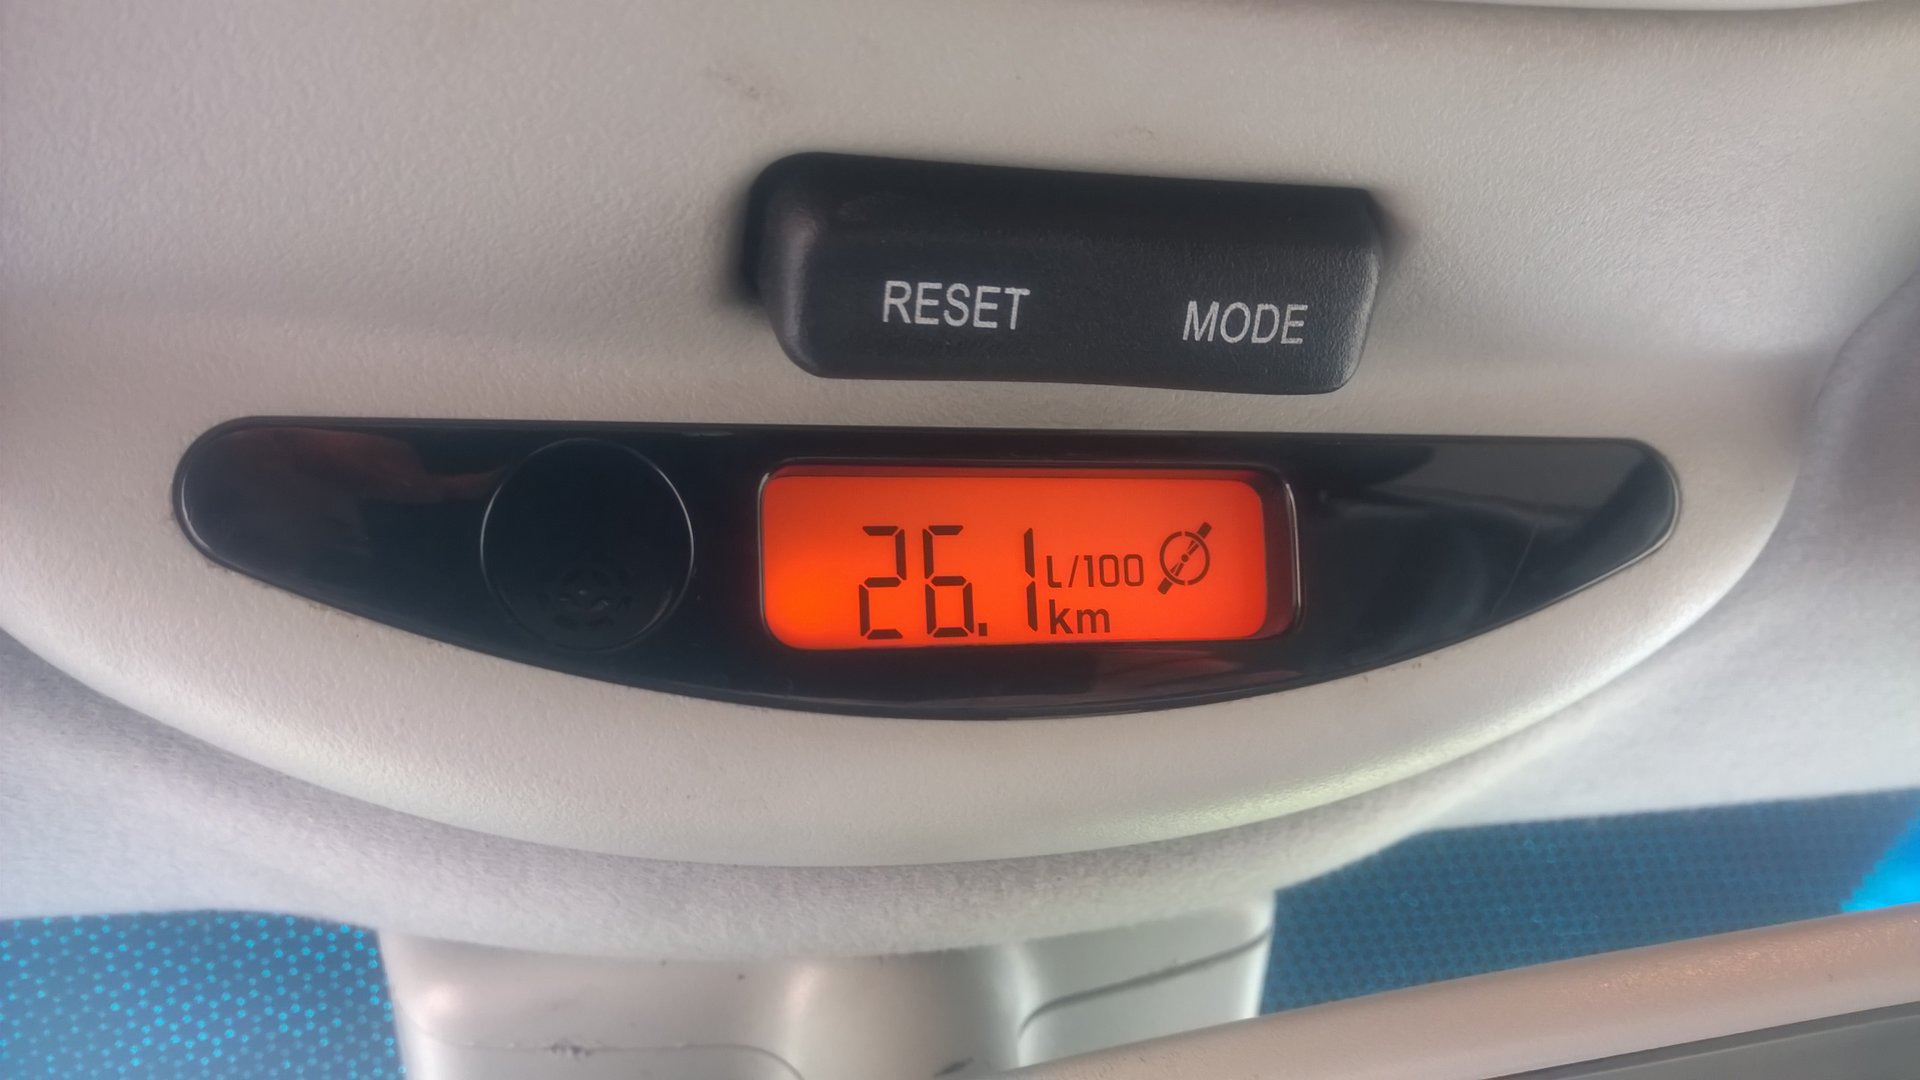 RESET MODE
26.1 L/100
km